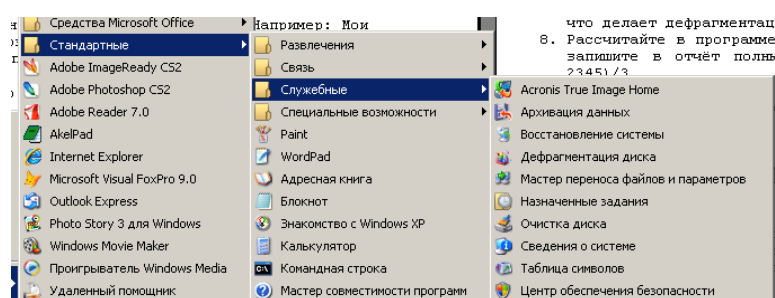 Средства Microsoft Office
Стандартные
Adobe ImageReady CS2
Adobe Photoshop CS2
Adobe Reader 7.0
AkelPad
Internet Explorer
Microsoft Visual FoxPro 9.0
Outlook Express
Photo Story 3 для Windows
Windows Movie Maker
Проигрыватель Windows Media
Удаленный помощник
Например: Мои
Развлечения
Связь
Служебные
Специальные возможности
Paint
WordPad
Адресная книга
Блокнот
Знакомство с Windows XP
Калькулятор
Командная строка
Мастер совместимости программ
что делает дефрагментац
8. Рассчитайте в программе
запишите в отчёт полны
2345)/3
Acronis True Image Home
Архивация данных
Восстановление системы
Дефрагментация диска
Мастер переноса файлов и параметров
Назначенные задания
Очистка диска
Сведения о системе
Таблица символов
Центр обеспечения безопасности